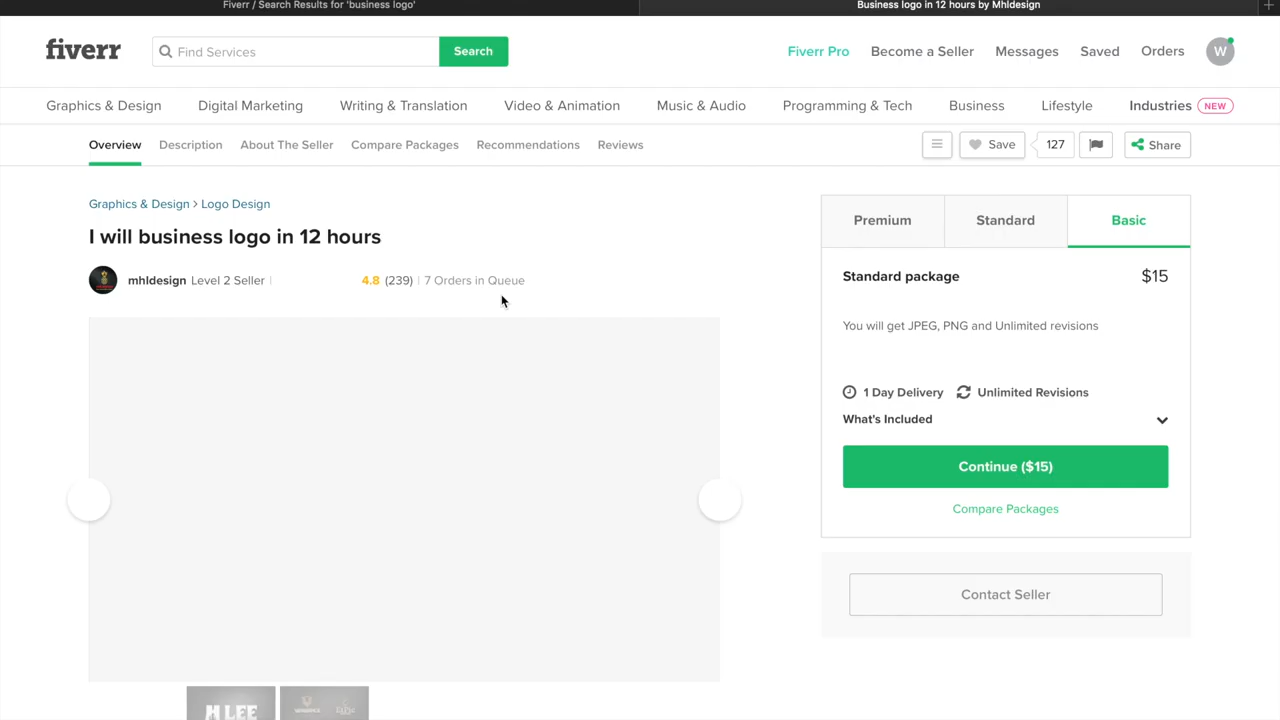 Fiverr / Search Results for 'business logo'
Business logo in 12 hours by Mhldesign
fiverr
Find Services
Search
Fiverr Pro
Become a Seller
Messages
Saved
Orders
W
Graphics & Design
Digital Marketing
Writing & Translation
Video & Animation
Music & Audio
Programming & Tech
Business
Lifestyle
Industries NEW
Overview
Description
About The Seller
Compare Packages
Recommendations
Reviews
Save
127
Share
Graphics & Design > Logo Design
I will business logo in 12 hours
mhldesign Level 2 Seller
4.8 (239) | 7 Orders in Queue
Premium
Standard
Basic
Standard package
$15
You will get JPEG, PNG and Unlimited revisions
1 Day Delivery
Unlimited Revisions
What's Included
Continue ($15)
Compare Packages
Contact Seller
M LEE